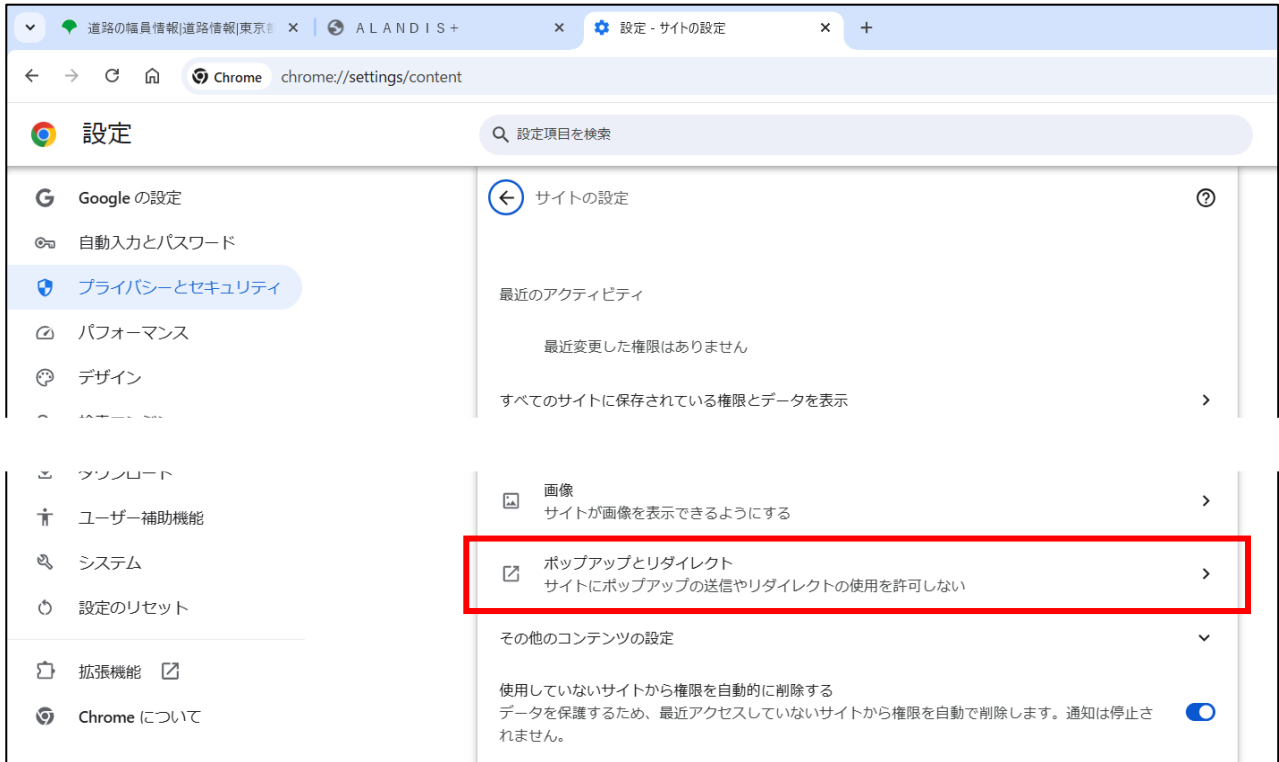 道路の幅員情報|道路情報|東京
ＡＬＡＮＤＩＳ＋
設定 - サイトの設定
Chrome
chrome://settings/content
設定
設定項目を検索
Google の設定
自動入力とパスワード
プライバシーとセキュリティ
パフォーマンス
デザイン
サイトの設定
最近のアクティビティ
最近変更した権限はありません
すべてのサイトに保存されている権限とデータを表示
ダウンロード
ユーザー補助機能
システム
設定のリセット
拡張機能
Chrome について
画像
サイトが画像を表示できるようにする
ポップアップとリダイレクト
サイトにポップアップの送信やリダイレクトの使用を許可しない
その他のコンテンツの設定
使用していないサイトから権限を自動的に削除する
データを保護するため、最近アクセスしていないサイトから権限を自動で削除します。通知は停止さ
れません。